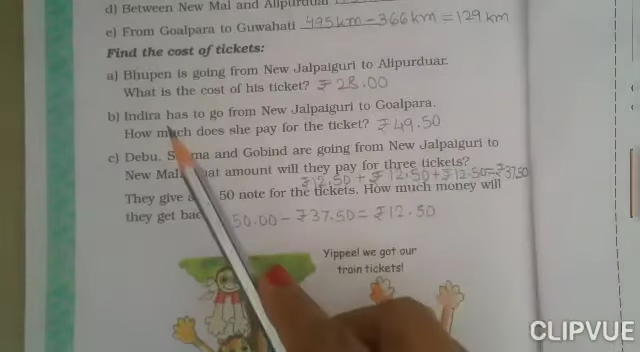 d) Between New Mal and Alipurduar
e) From Goalpara to Guwahati 495 km - 366 km = 129 km
Find the cost of tickets:
a) Bhupen is going from New Jalpaiguri to Alipurduar.
What is the cost of his ticket? ₹28.00
b) Indira has to go from New Jalpaiguri to Goalpara.
How much does she pay for the ticket? ₹49.50
c) Debu, and Gobind are going from New Jalpaiguri to
New Mal. amount will they pay for three tickets?
₹12.50 + ₹12.50 + ₹12.50 = ₹37.50
They give a 50 note for the tickets. How much money will
they get 50.00 - ₹37.50 = ₹12.50
Yippee! we got our
train tickets!
CLIPVUE